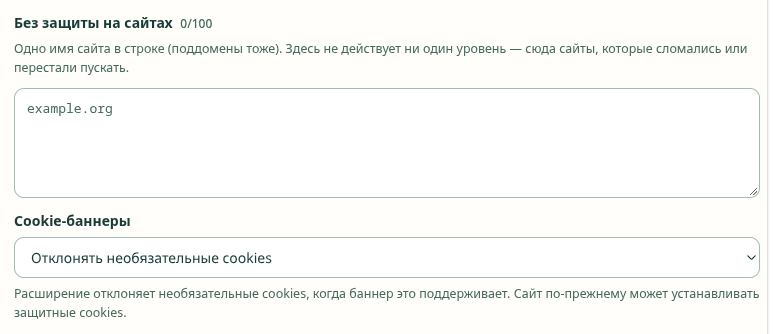 Без защиты на сайтах 0/100
Одно имя сайта в строке (поддомены тоже). Здесь не действует ни один уровень — сюда сайты, которые сломались или
перестали пускать.
example.org
Cookie-баннеры
Отклонять необязательные cookies
Расширение отклоняет необязательные cookies, когда баннер это поддерживает. Сайт по-прежнему может устанавливать
защитные cookies.